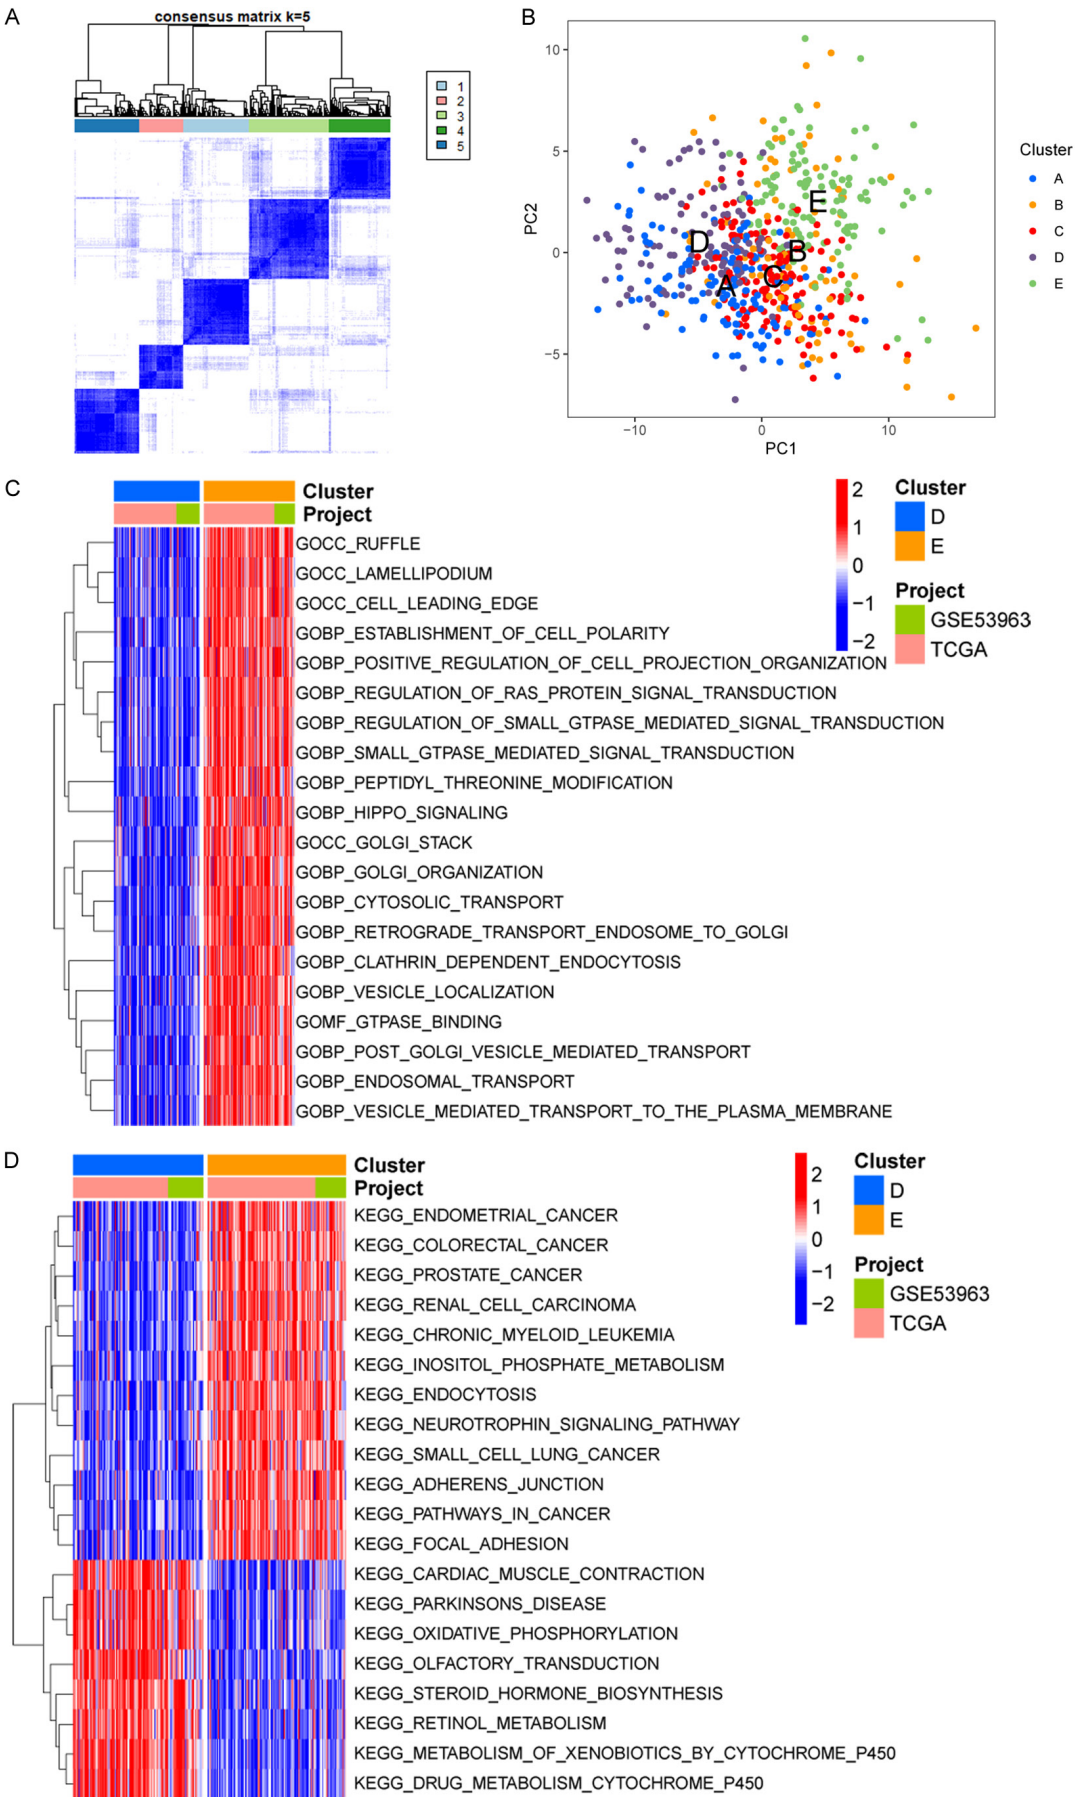 A
consensus matrix k=5
1
2
3
4
5
B
10
5
0
−5
PC2
−10
0
10
PC1
A
B
C
D
E
Cluster
A
B
C
D
E
C
Cluster
Project
GOCC_RUFFLE
GOCC_LAMELLIPODIUM
GOCC_CELL_LEADING_EDGE
GOBP_ESTABLISHMENT_OF_CELL_POLARITY
GOBP_POSITIVE_REGULATION_OF_CELL_PROJECTION_ORGANIZATION
GOBP_REGULATION_OF_RAS_PROTEIN_SIGNAL_TRANSDUCTION
GOBP_REGULATION_OF_SMALL_GTPASE_MEDIATED_SIGNAL_TRANSDUCTION
GOBP_SMALL_GTPASE_MEDIATED_SIGNAL_TRANSDUCTION
GOBP_PEPTIDYL_THREONINE_MODIFICATION
GOBP_HIPPO_SIGNALING
GOCC_GOLGI_STACK
GOBP_GOLGI_ORGANIZATION
GOBP_CYTOSOLIC_TRANSPORT
GOBP_RETROGRADE_TRANSPORT_ENDOSOME_TO_GOLGI
GOBP_CLATHRIN_DEPENDENT_ENDOCYTOSIS
GOBP_VESICLE_LOCALIZATION
GOMF_GTPASE_BINDING
GOBP_POST_GOLGI_VESICLE_MEDIATED_TRANSPORT
GOBP_ENDOSOMAL_TRANSPORT
GOBP_VESICLE_MEDIATED_TRANSPORT_TO_THE_PLASMA_MEMBRANE
2
1
0
−1
−2
Cluster
D
E
Project
GSE53963
TCGA
D
Cluster
Project
KEGG_ENDOMETRIAL_CANCER
KEGG_COLORECTAL_CANCER
KEGG_PROSTATE_CANCER
KEGG_RENAL_CELL_CARCINOMA
KEGG_CHRONIC_MYELOID_LEUKEMIA
KEGG_INOSITOL_PHOSPHATE_METABOLISM
KEGG_ENDOCYTOSIS
KEGG_NEUROTROPHIN_SIGNALING_PATHWAY
KEGG_SMALL_CELL_LUNG_CANCER
KEGG_ADHERENS_JUNCTION
KEGG_PATHWAYS_IN_CANCER
KEGG_FOCAL_ADHESION
KEGG_CARDIAC_MUSCLE_CONTRACTION
KEGG_PARKINSONS_DISEASE
KEGG_OXIDATIVE_PHOSPHORYLATION
KEGG_OLFACTORY_TRANSDUCTION
KEGG_STEROID_HORMONE_BIOSYNTHESIS
KEGG_RETINOL_METABOLISM
KEGG_METABOLISM_OF_XENOBIOTICS_BY_CYTOCHROME_P450
KEGG_DRUG_METABOLISM_CYTOCHROME_P450
2
1
0
−1
−2
Cluster
D
E
Project
GSE53963
TCGA